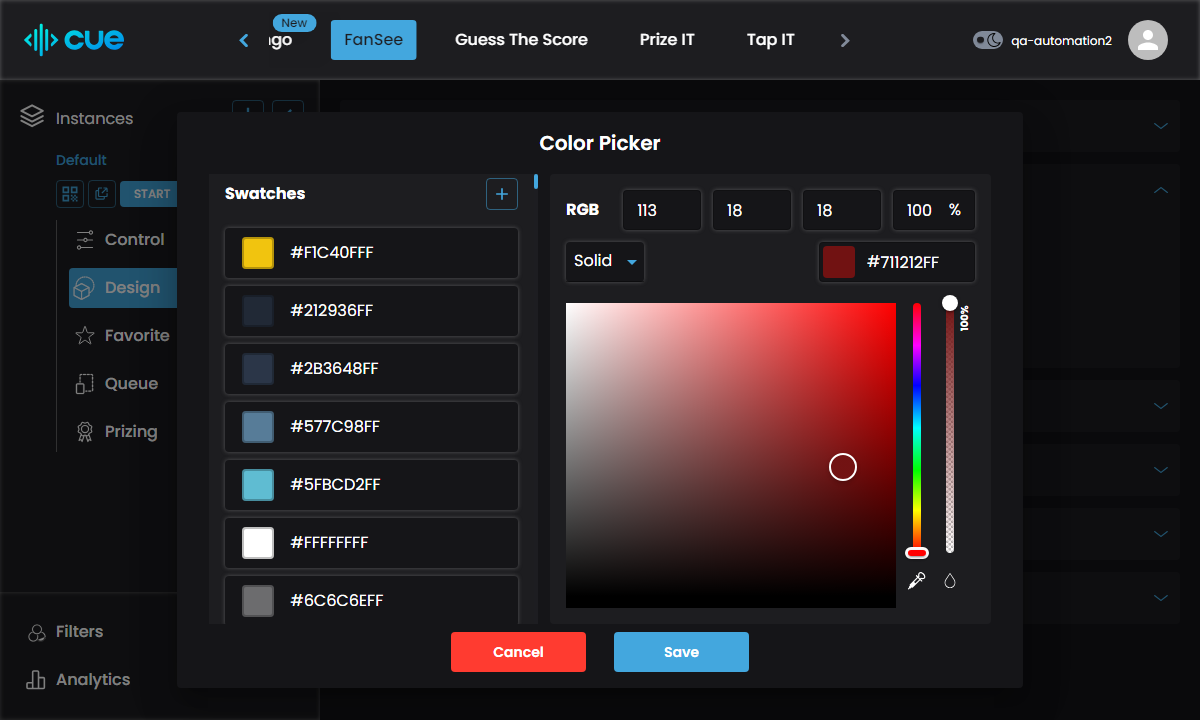 cue
New
FanSee
Guess The Score
Prize IT
Tap IT
qa-automation2
Instances
Default
START
Control
Design
Favorite
Queue
Prizing
Filters
Analytics
Color Picker
Swatches
#F1C40FFF
#212936FF
#2B3648FF
#577C98FF
#5FBCD2FF
#FFFFFFFF
#6C6C6EFF
RGB
113
18
18
100 %
Solid
#711212FF
100%
Cancel
Save